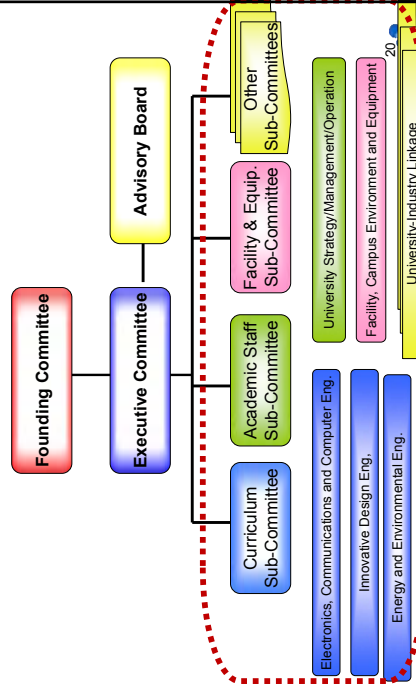 Founding Committee
Executive Committee
Advisory Board
Curriculum
Sub-Committee
Academic Staff
Sub-Committee
Facility & Equip.
Sub-Committee
Other
Sub-Committees
Electronics, Communications and Computer Eng.
Innovative Design Eng,
Energy and Environmental Eng.
University Strategy/Management/Operation
Facility, Campus Environment and Equipment
University-Industry Linkage
20